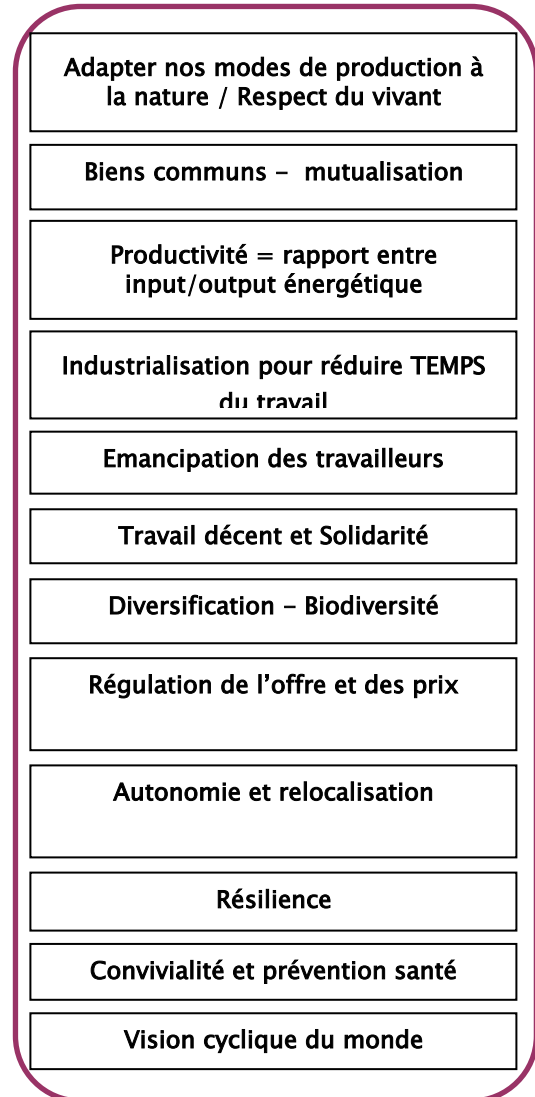 Adapter nos modes de production à
la nature / Respect du vivant
Biens communs – mutualisation
Productivité = rapport entre
input/output énergétique
Industrialisation pour réduire TEMPS
du travail
Emancipation des travailleurs
Travail décent et Solidarité
Diversification – Biodiversité
Régulation de l'offre et des prix
Autonomie et relocalisation
Résilience
Convivialité et prévention santé
Vision cyclique du monde